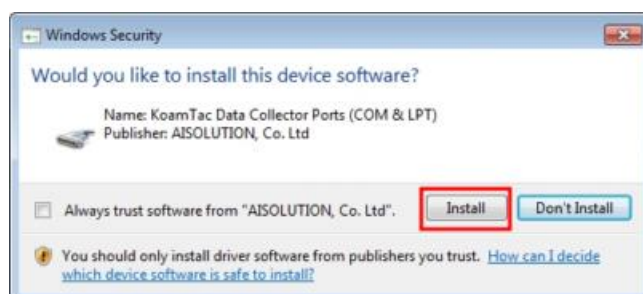 Windows Security
Would you like to install this device software?
Name: KoamTac Data Collector Ports (COM & LPT)
Publisher: AISOLUTION, Co. Ltd
Always trust software from "AISOLUTION, Co. Ltd".
Install
Don't Install
You should only install driver software from publishers you trust. How can I decide
which device software is safe to install?